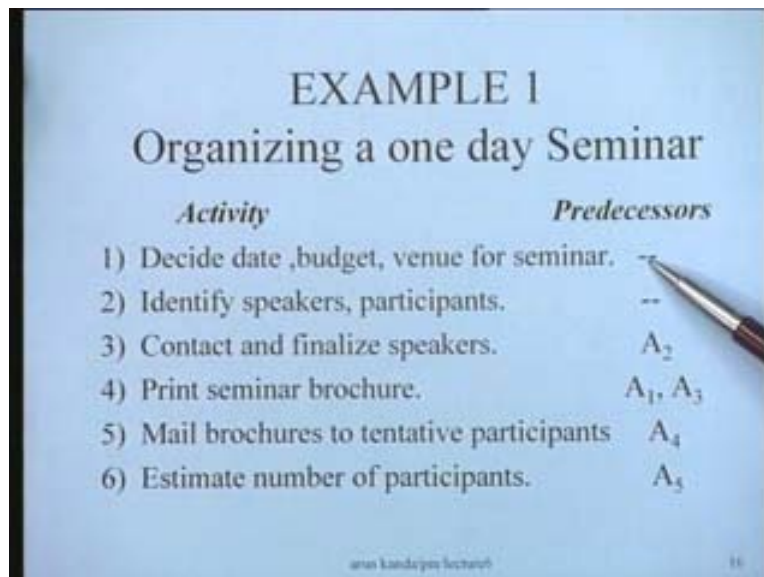 EXAMPLE 1
Organizing a one day Seminar
Activity Predecessors
1) Decide date ,budget, venue for seminar. --
2) Identify speakers, participants. --
3) Contact and finalize speakers. A₂
4) Print seminar brochure. A₁, A₃
5) Mail brochures to tentative participants A₄
6) Estimate number of participants. A₅